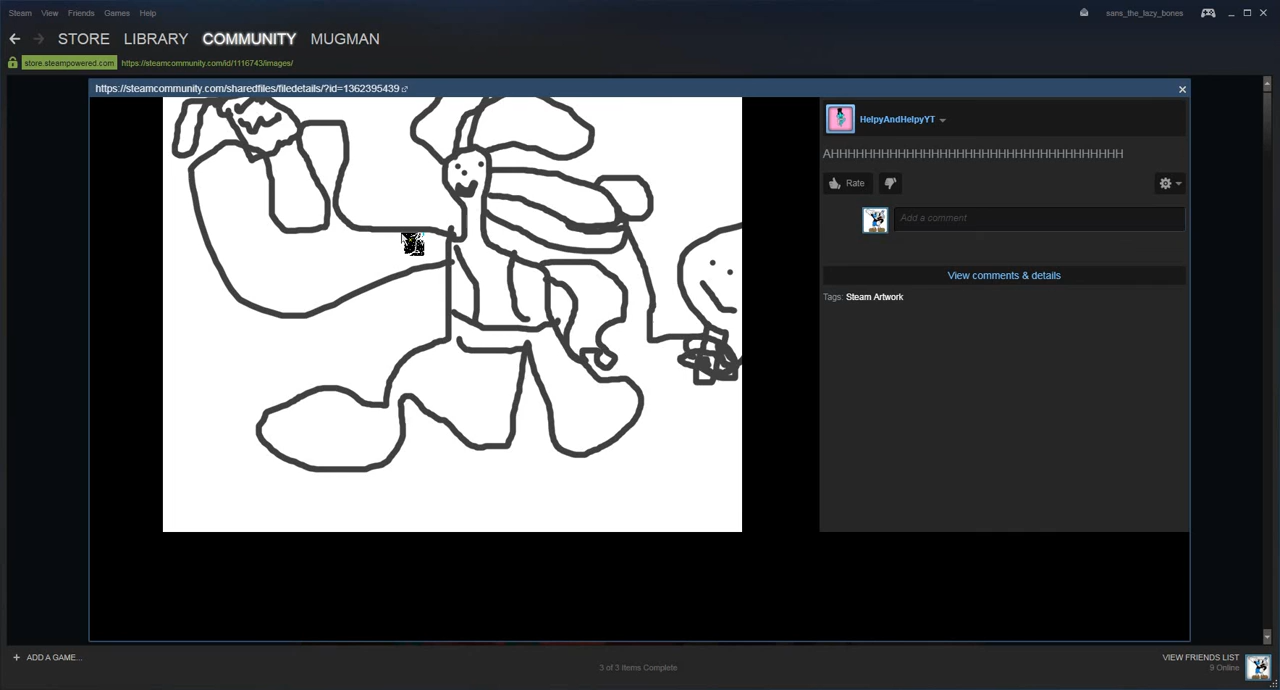 Steam View Friends Games Help
sans_the_lazy_bones
STORE LIBRARY COMMUNITY MUGMAN
store.steampowered.com https://steamcommunity.com/id/1116743/images/
https://steamcommunity.com/sharedfiles/filedetails/?id=1362395439
HelpyAndHelpyYT
AHHHHHHHHHHHHHHHHHHHHHHHHHHHHHHHHHHH
Rate
Add a comment
View comments & details
Tags: Steam Artwork
+ ADD A GAME...
3 of 3 Items Complete
VIEW FRIENDS LIST
9 Online